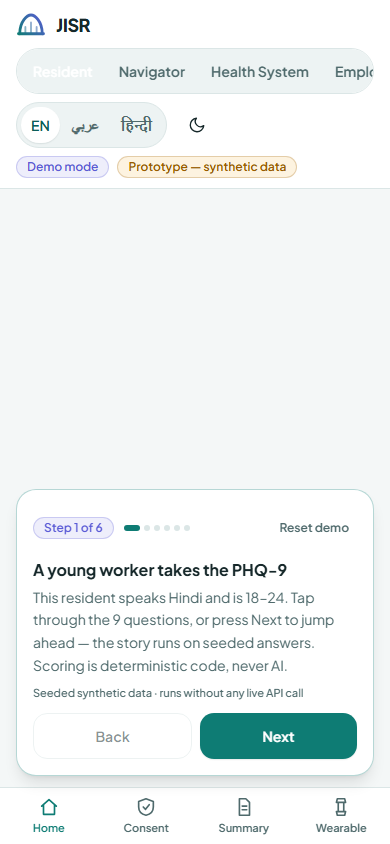 JISR
Resident Navigator Health System Emplo
EN عربي हिन्दी
Demo mode Prototype — synthetic data
Step 1 of 6 Reset demo
A young worker takes the PHQ-9
This resident speaks Hindi and is 18–24. Tap
through the 9 questions, or press Next to jump
ahead — the story runs on seeded answers.
Scoring is deterministic code, never AI.
Seeded synthetic data · runs without any live API call
Back Next
Home Consent Summary Wearable